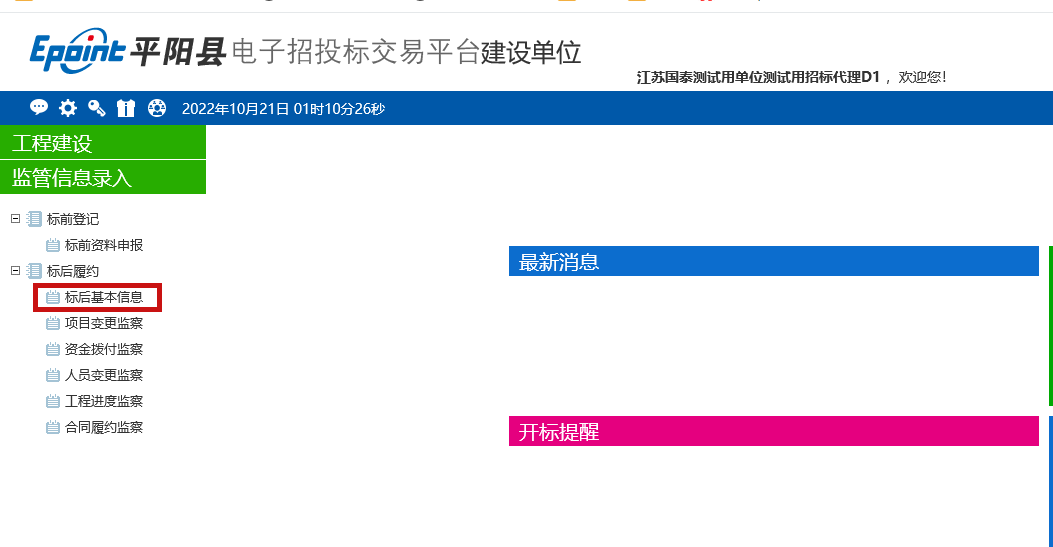 Epoint 平阳县电子招投标交易平台建设单位
江苏国泰测试用单位测试用招标代理D1，欢迎您！
2022年10月21日 01时10分26秒
工程建设
监管信息录入
标前登记
标前资料申报
标后履约
标后基本信息
项目变更监察
资金拨付监察
人员变更监察
工程进度监察
合同履约监察
最新消息
开标提醒